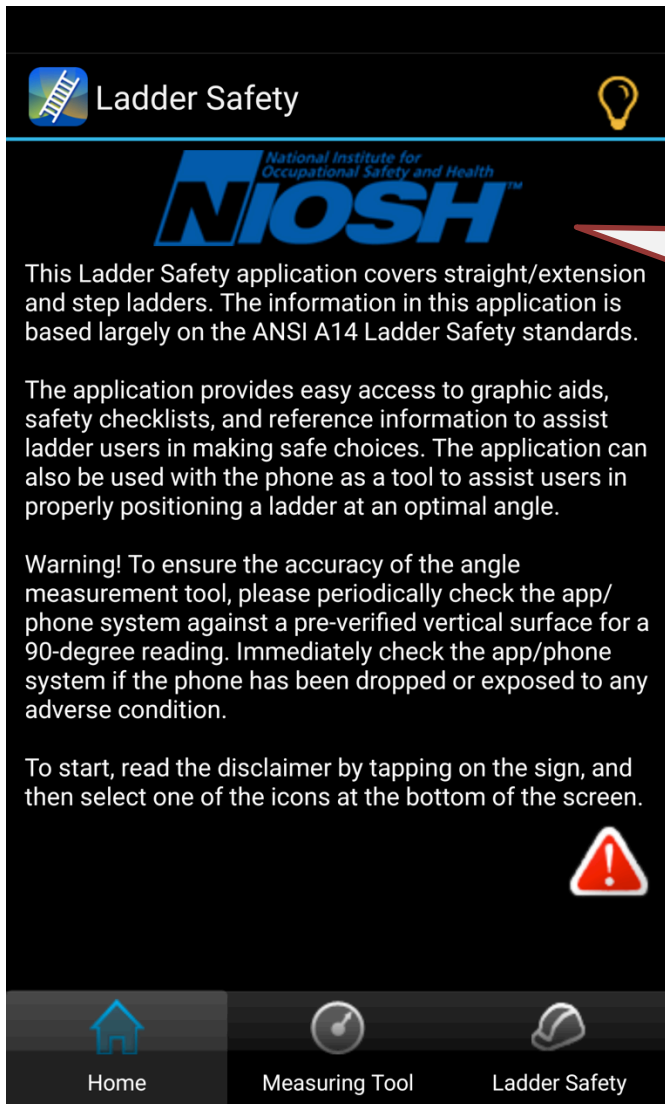 Ladder Safety
National Institute for
Occupational Safety and Health
NIOSH™
This Ladder Safety application covers straight/extension
and step ladders. The information in this application is
based largely on the ANSI A14 Ladder Safety standards.
The application provides easy access to graphic aids,
safety checklists, and reference information to assist
ladder users in making safe choices. The application can
also be used with the phone as a tool to assist users in
properly positioning a ladder at an optimal angle.
Warning! To ensure the accuracy of the angle
measurement tool, please periodically check the app/
phone system against a pre-verified vertical surface for a
90-degree reading. Immediately check the app/phone
system if the phone has been dropped or exposed to any
adverse condition.
To start, read the disclaimer by tapping on the sign, and
then select one of the icons at the bottom of the screen.
Home Measuring Tool Ladder Safety